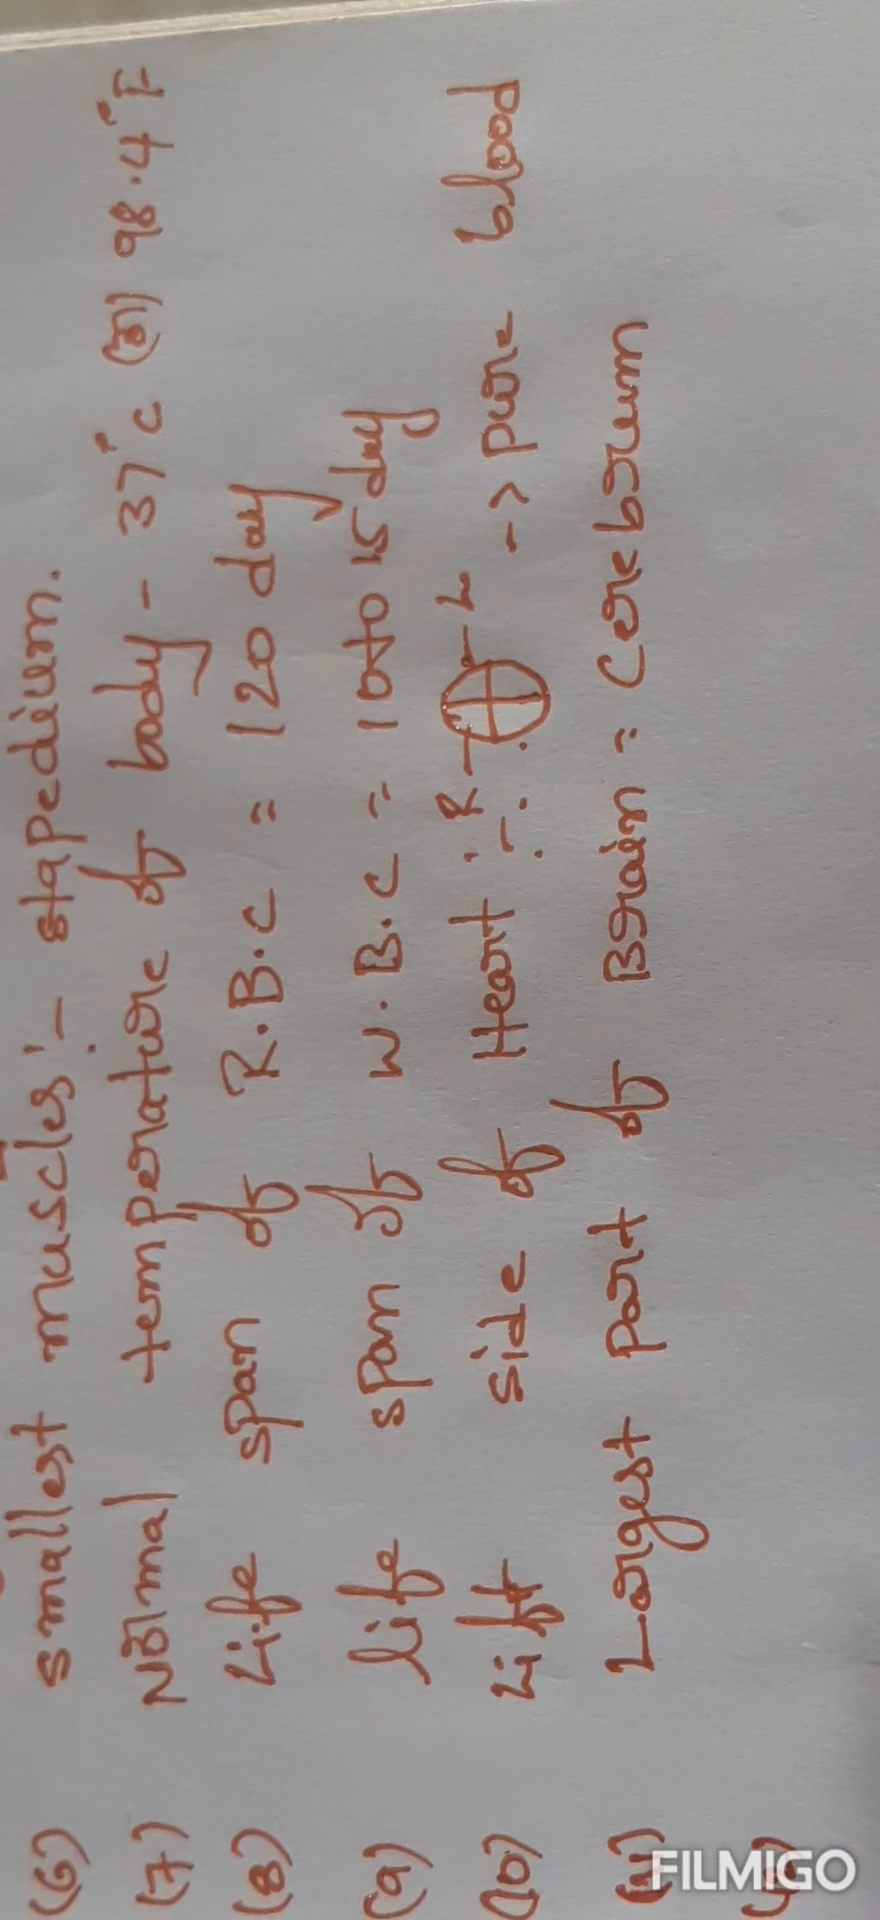 (6) smallest muscles :- stapedium.
(7) Normal temperature of body - 37°c (or) 98.4°F
(8) Life span of R.B.C = 120 day
(9) life span of W.B.C = 10 to 15 day
(10) Lift side of Heart :- R L -> pure blood
(11) Largest part of Brain = Cerebrum
FILMIGO